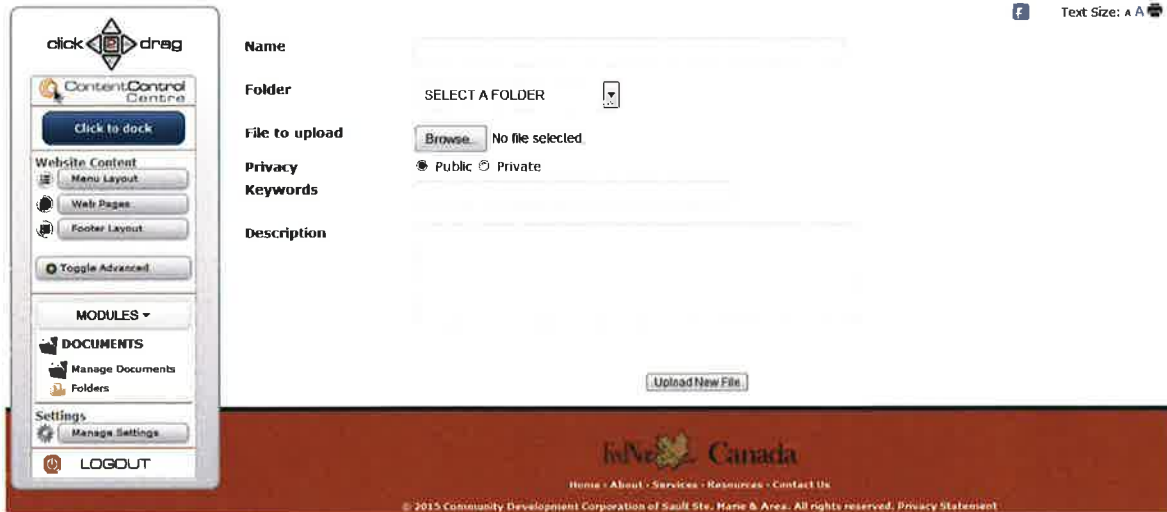 Text Size: A A
click drag
ContentControl
Centre
Click to dock
Website Content
Menu Layout
Web Pages
Footer Layout
Toggle Advanced
MODULES
DOCUMENTS
Manage Documents
Folders
Settings
Manage Settings
LOGOUT
Name
Folder
SELECT A FOLDER
File to upload
Browse... No file selected.
Privacy
Public Private
Keywords
Description
Upload New File
Canada
Home - About - Services - Resources - Contact Us
© 2015 Community Development Corporation of Sault Ste. Marie & Area. All rights reserved. Privacy Statement